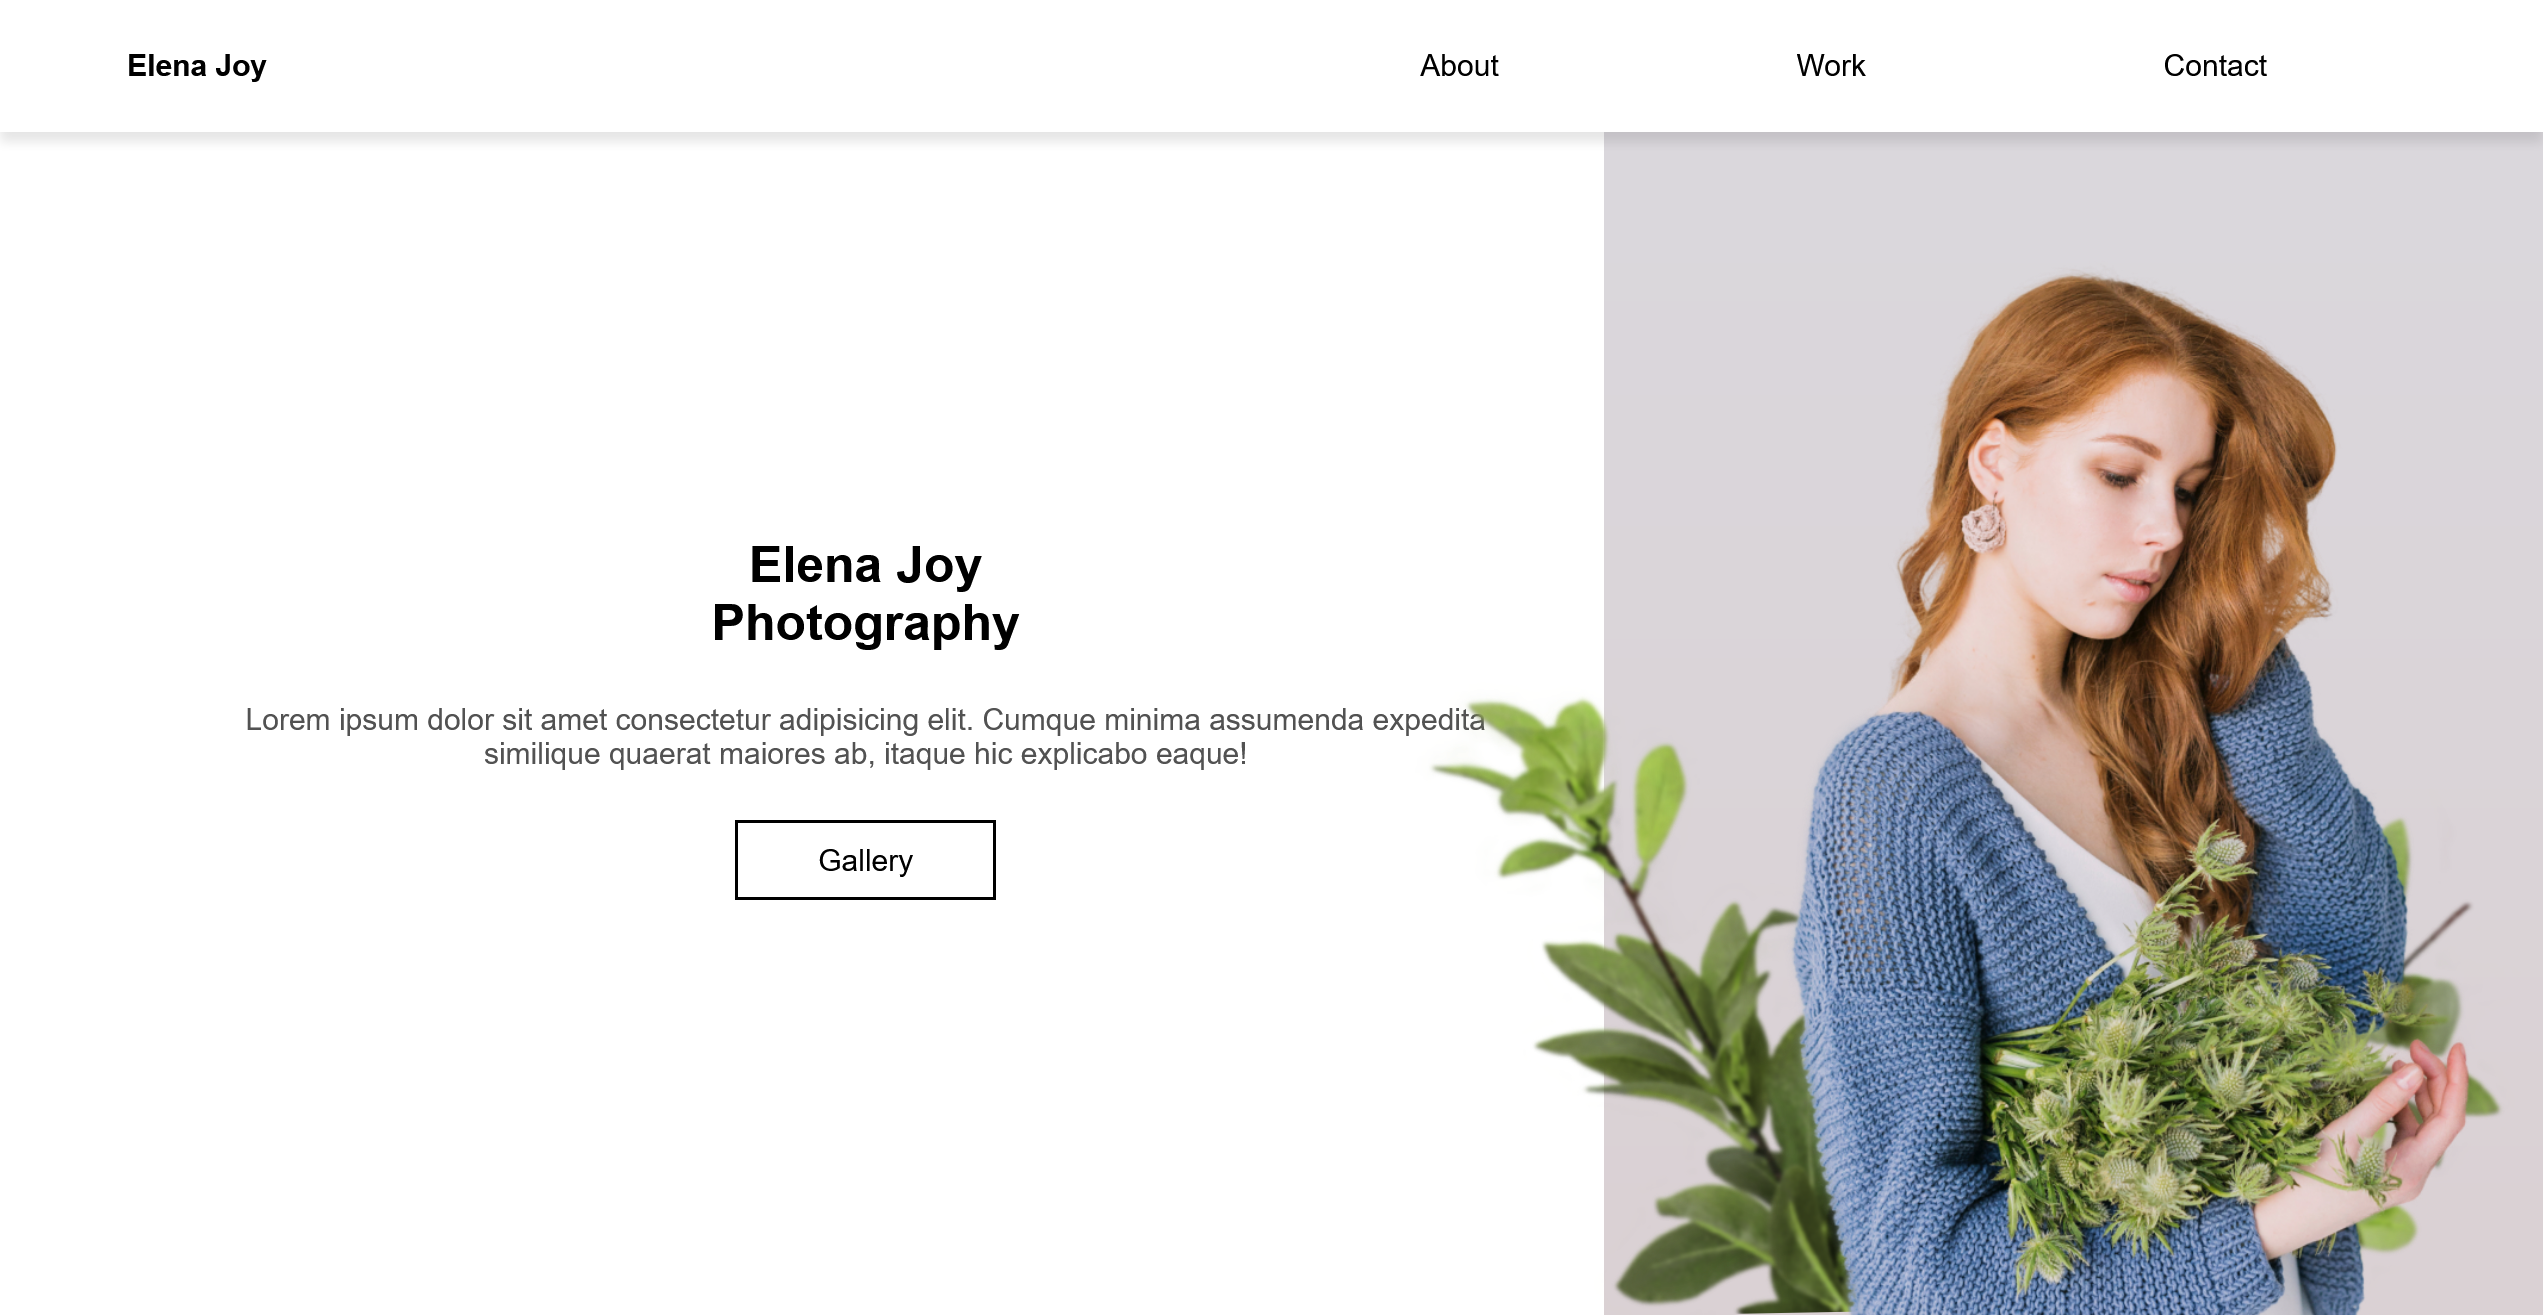 Elena Joy
About
Work
Contact
Elena Joy
Photography
Lorem ipsum dolor sit amet consectetur adipisicing elit. Cumque minima assumenda expedita
similique quaerat maiores ab, itaque hic explicabo eaque!
Gallery